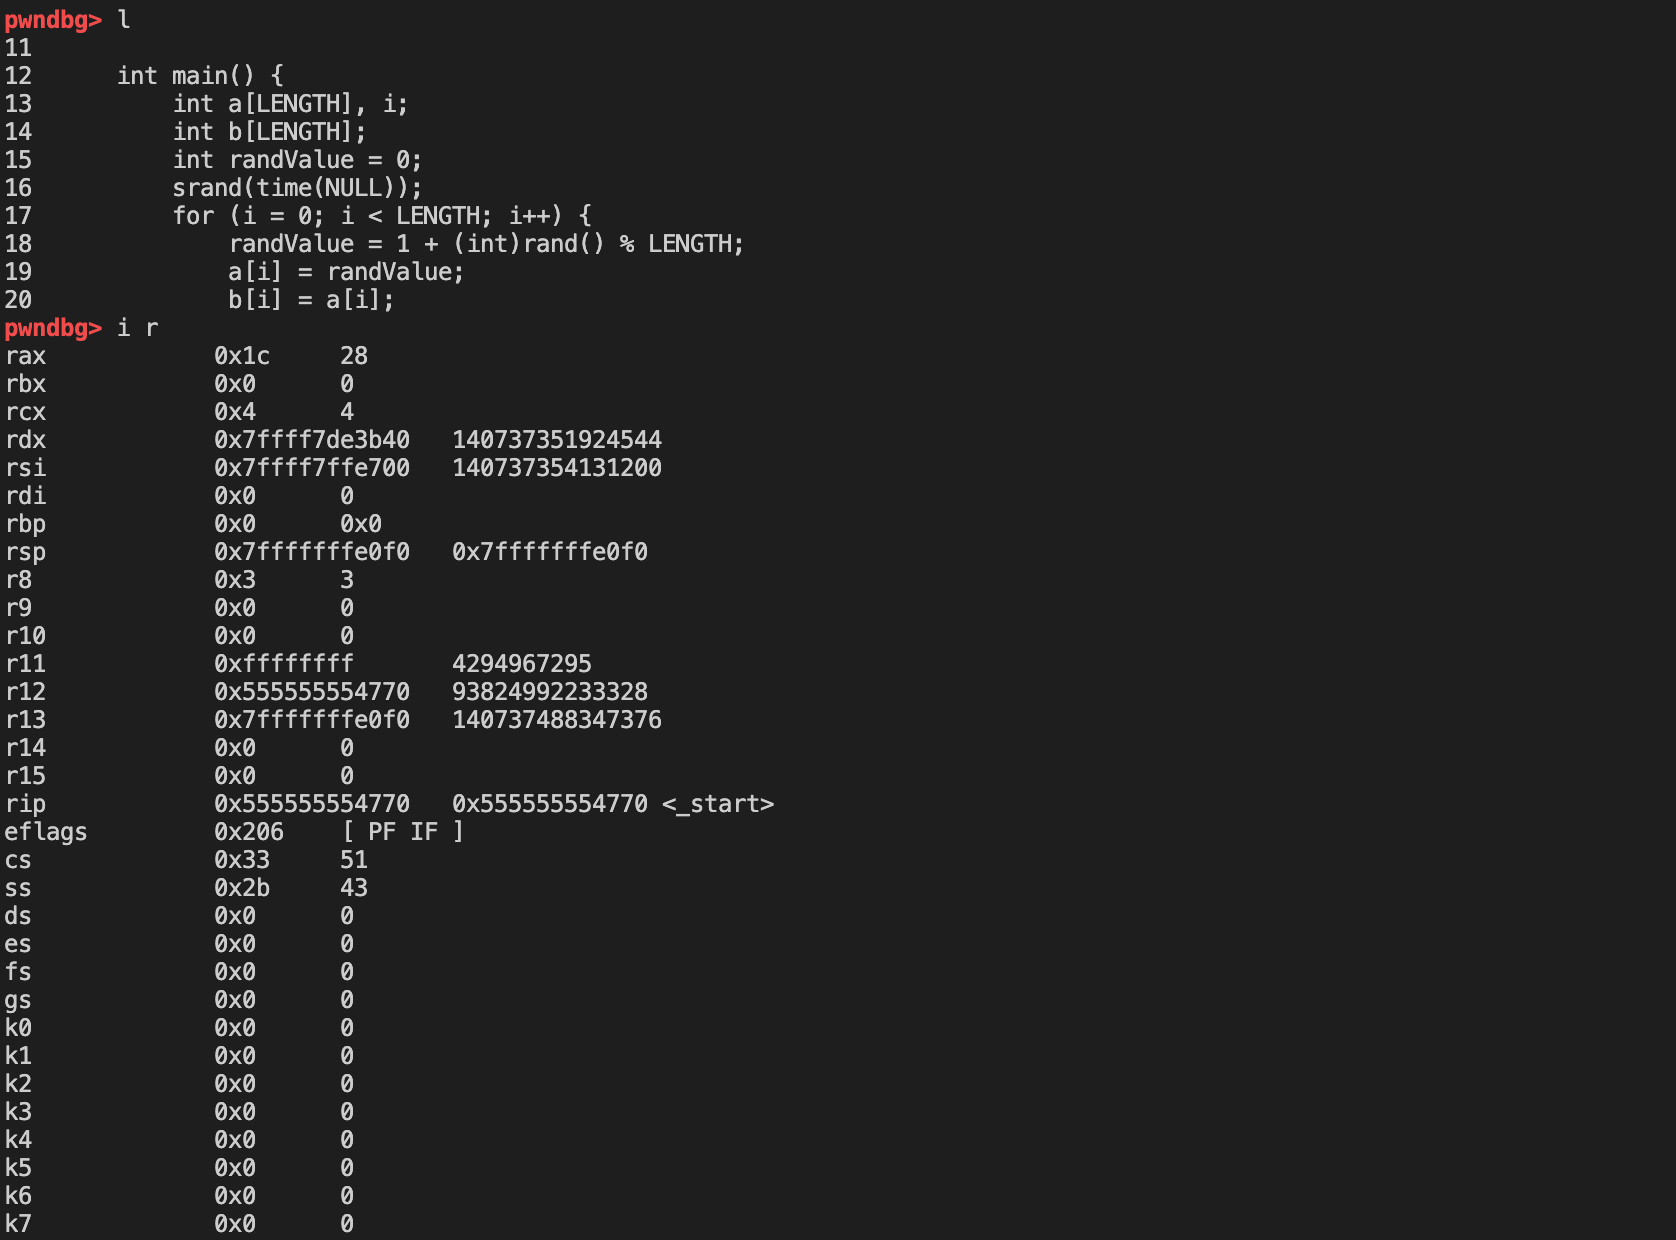 pwndbg> l
11
12      int main() {
13          int a[LENGTH], i;
14          int b[LENGTH];
15          int randValue = 0;
16          srand(time(NULL));
17          for (i = 0; i < LENGTH; i++) {
18              randValue = 1 + (int)rand() % LENGTH;
19              a[i] = randValue;
20              b[i] = a[i];
pwndbg> i r
rax            0x1c     28
rbx            0x0      0
rcx            0x4      4
rdx            0x7ffff7de3b40   140737351924544
rsi            0x7ffff7ffe700   140737354131200
rdi            0x0      0
rbp            0x0      0x0
rsp            0x7fffffffe0f0   0x7fffffffe0f0
r8             0x3      3
r9             0x0      0
r10            0x0      0
r11            0xffffffff       4294967295
r12            0x555555554770   93824992233328
r13            0x7fffffffe0f0   140737488347376
r14            0x0      0
r15            0x0      0
rip            0x555555554770   0x555555554770 <_start>
eflags         0x206    [ PF IF ]
cs             0x33     51
ss             0x2b     43
ds             0x0      0
es             0x0      0
fs             0x0      0
gs             0x0      0
k0             0x0      0
k1             0x0      0
k2             0x0      0
k3             0x0      0
k4             0x0      0
k5             0x0      0
k6             0x0      0
k7             0x0      0